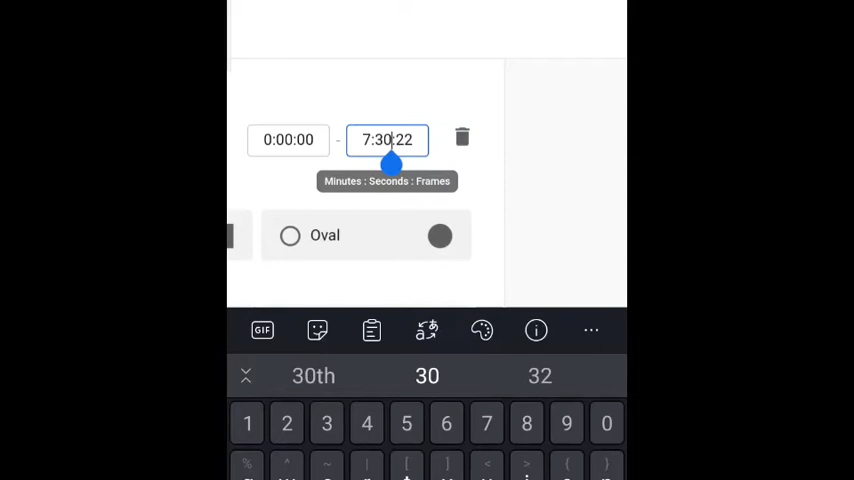 0:00:00 - 7:30:22
Minutes : Seconds : Frames
Oval
GIF
30th 30 32
1 2 3 4 5 6 7 8 9 0
% ^ ~ | [ ] < > { }